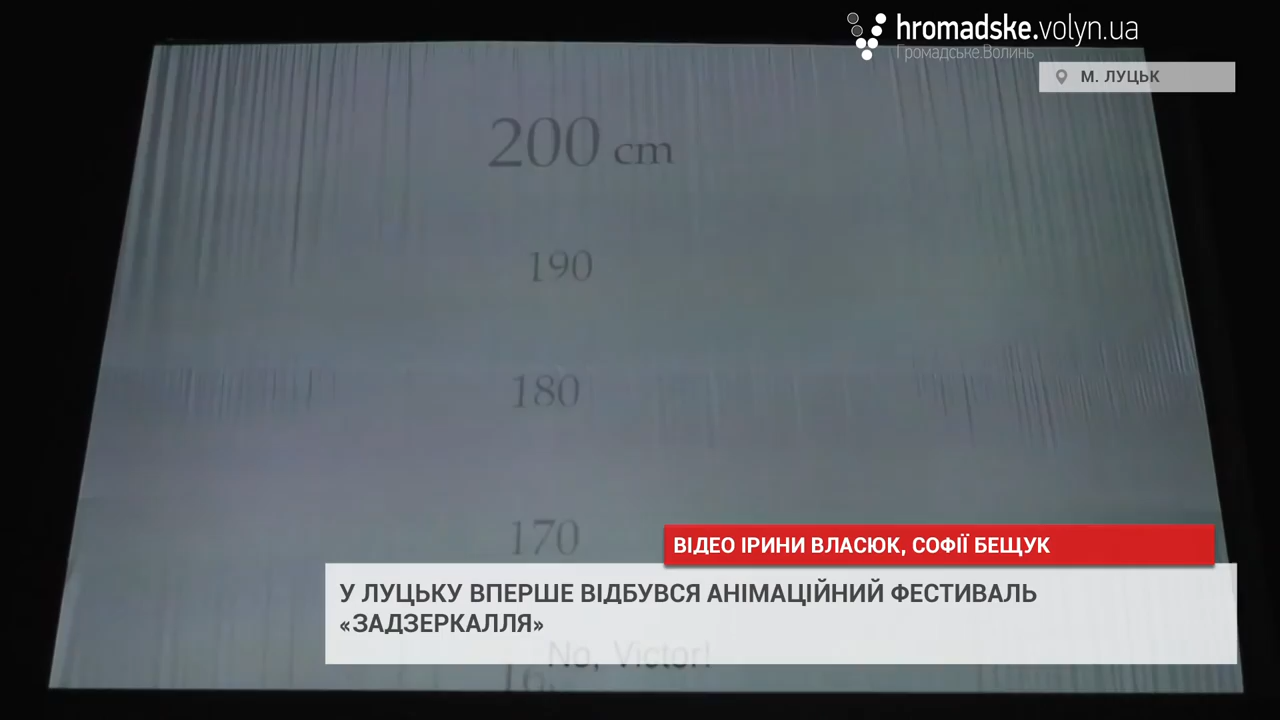 hromadske.volyn.ua
Громадське.Волинь
М. ЛУЦЬК
200 cm
190
180
170
ВІДЕО ІРИНИ ВЛАСЮК, СОФІЇ БЕЩУК
У ЛУЦЬКУ ВПЕРШЕ ВІДБУВСЯ АНІМАЦІЙНИЙ ФЕСТИВАЛЬ
«ЗАДЗЕРКАЛЛЯ»
No, Victor!